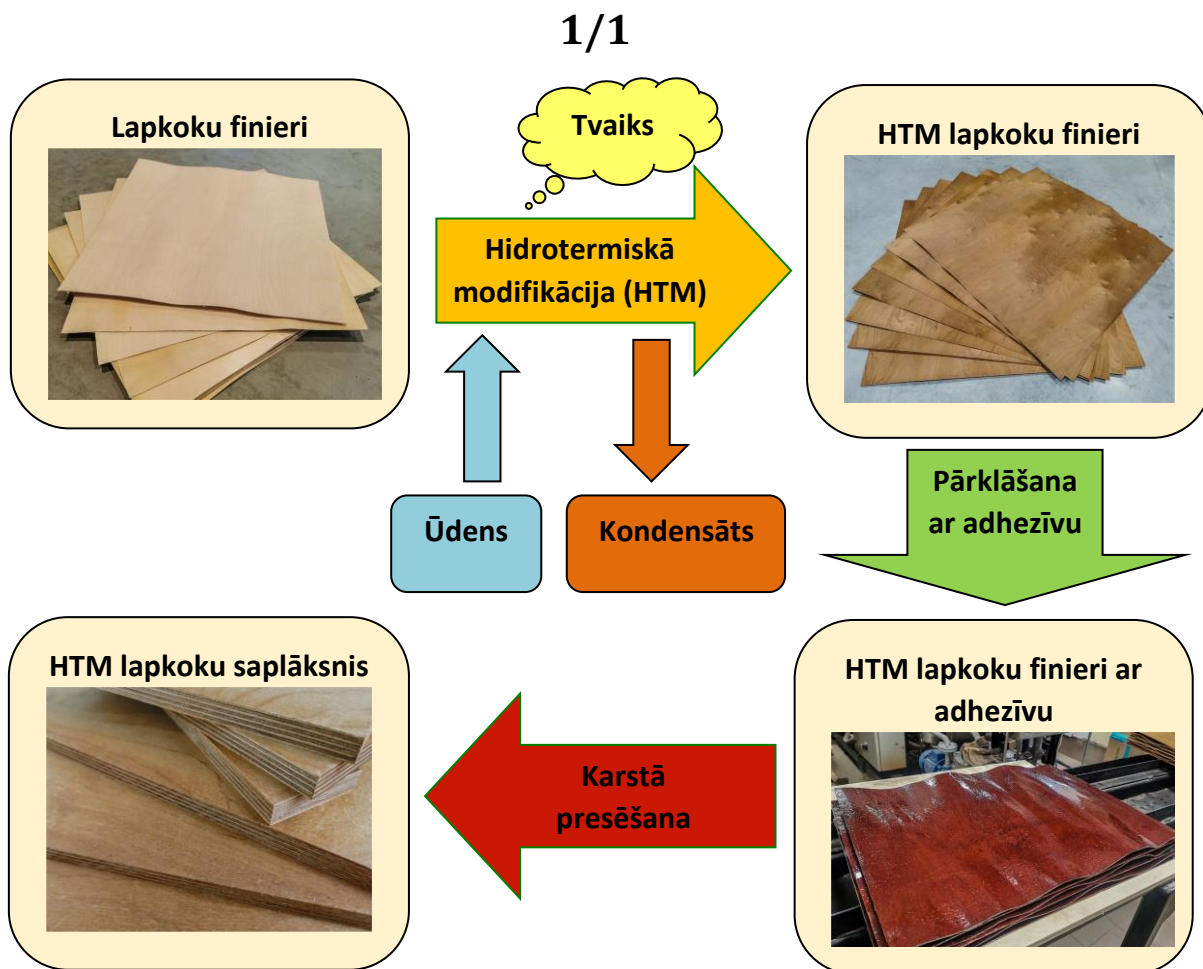 1/1
Lapkoku finieri
Tvaiks
HTM lapkoku finieri
Hidrotermiskā
modifikācija (HTM)
Ūdens
Kondensāts
Pārklāšana
ar adhezīvu
HTM lapkoku saplāksnis
HTM lapkoku finieri ar
adhezīvu
Karstā
presēšana